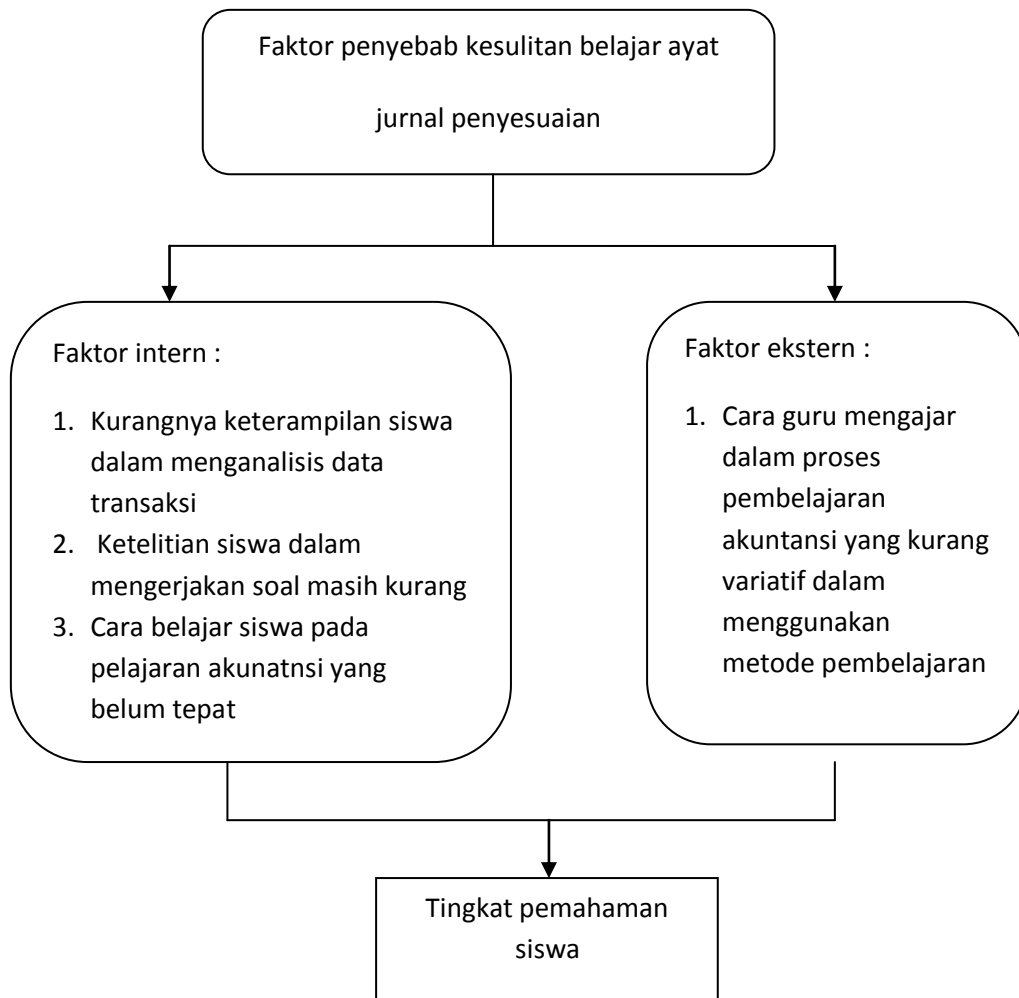 Faktor penyebab kesulitan belajar ayat
jurnal penyesuaian
Faktor intern :
1. Kurangnya keterampilan siswa
dalam menganalisis data
transaksi
2. Ketelitian siswa dalam
mengerjakan soal masih kurang
3. Cara belajar siswa pada
pelajaran akunatnsi yang
belum tepat
Faktor ekstern :
1. Cara guru mengajar
dalam proses
pembelajaran
akuntansi yang kurang
variatif dalam
menggunakan
metode pembelajaran
Tingkat pemahaman
siswa